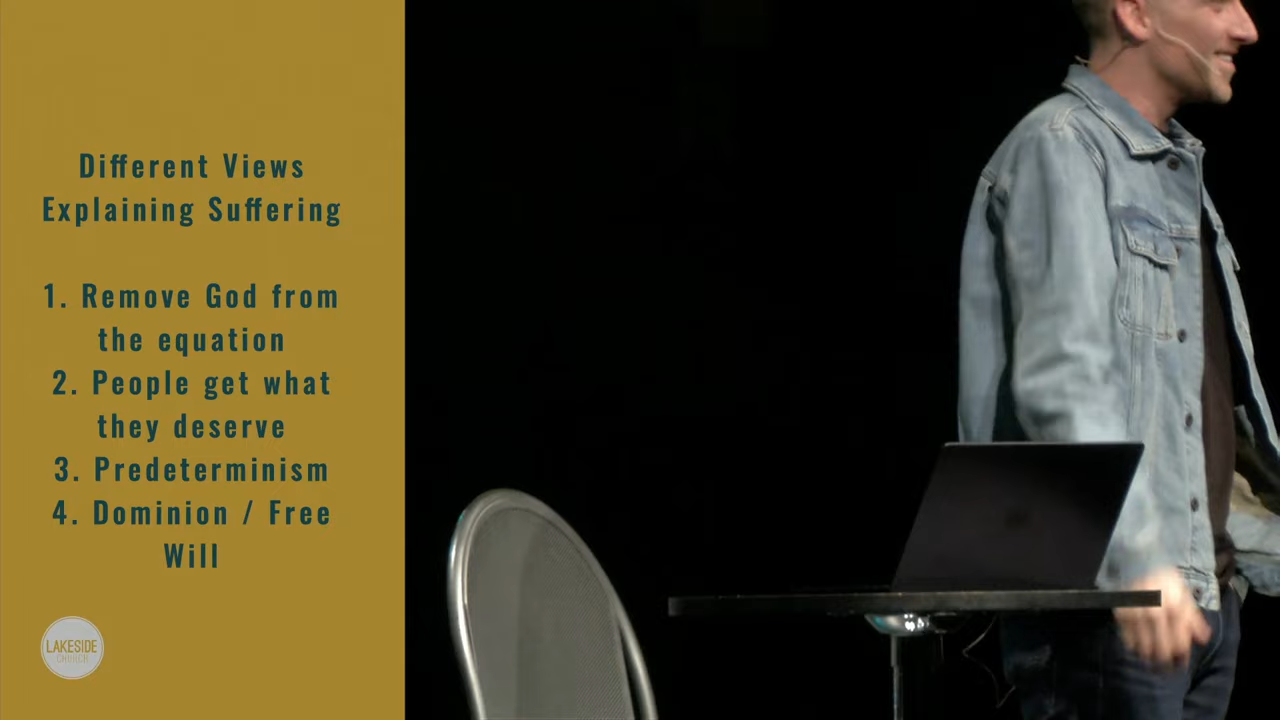 Different Views
Explaining Suffering
1. Remove God from
the equation
2. People get what
they deserve
3. Predeterminism
4. Dominion / Free
Will
LAKESIDE
CHURCH